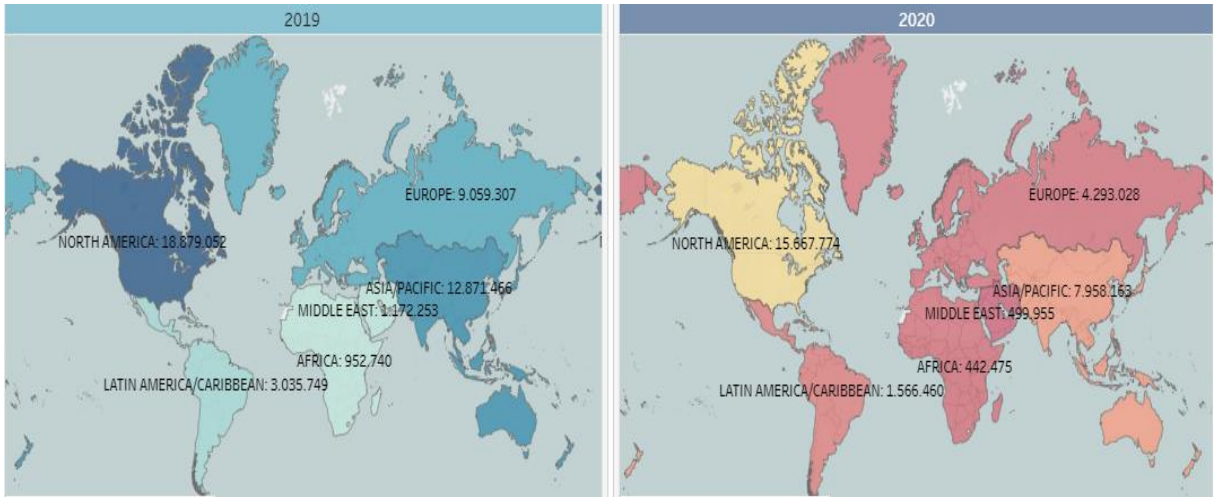 2019
EUROPE: 9.059.307
NORTH AMERICA: 18.879.052
ASIA/PACIFIC: 12.871.466
MIDDLE EAST: 1.172.253
AFRICA: 952.740
LATIN AMERICA/CARIBBEAN: 3.035.749
2020
EUROPE: 4.293.028
NORTH AMERICA: 15.667.774
ASIA/PACIFIC: 7.958.163
MIDDLE EAST: 499.955
AFRICA: 442.475
LATIN AMERICA/CARIBBEAN: 1.566.460